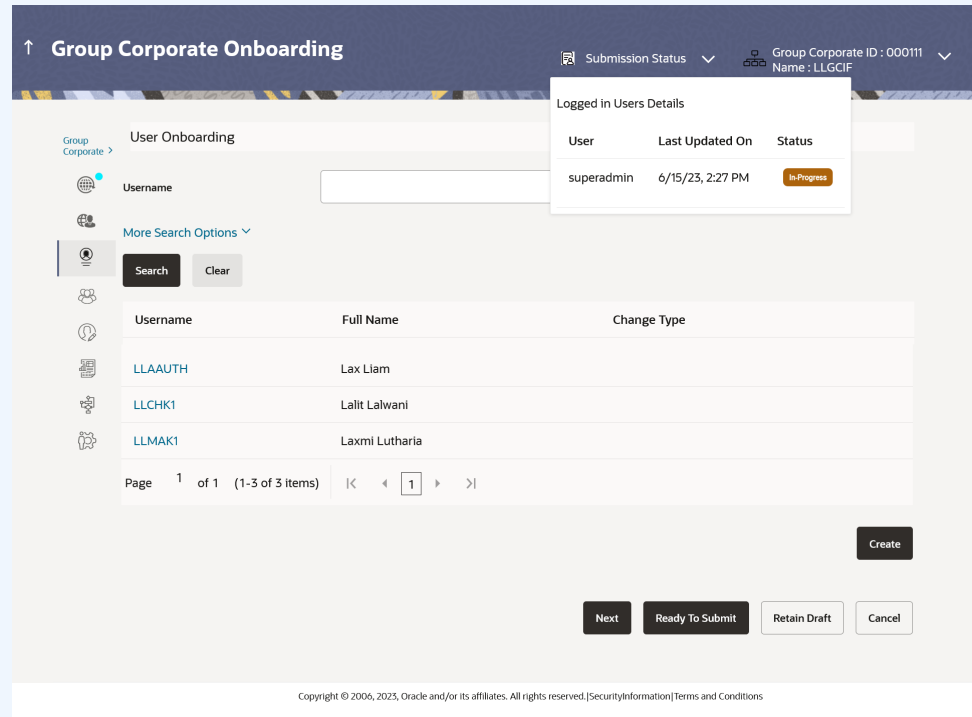 Group Corporate Onboarding
Submission Status
Group Corporate ID : 000111
Name : LLGCIF
Logged in Users Details
User Last Updated On Status
superadmin 6/15/23, 2:27 PM In-Progress
Group
Corporate >
User Onboarding
Username
More Search Options
Search Clear
Username Full Name Change Type
LLAAUTH Lax Liam
LLCHK1 Lalit Lalwani
LLMAK1 Laxmi Lutharia
Page 1 of 1 (1-3 of 3 items) 1
Create
Next Ready To Submit Retain Draft Cancel
Copyright © 2006, 2023, Oracle and/or its affiliates. All rights reserved.|SecurityInformation|Terms and Conditions